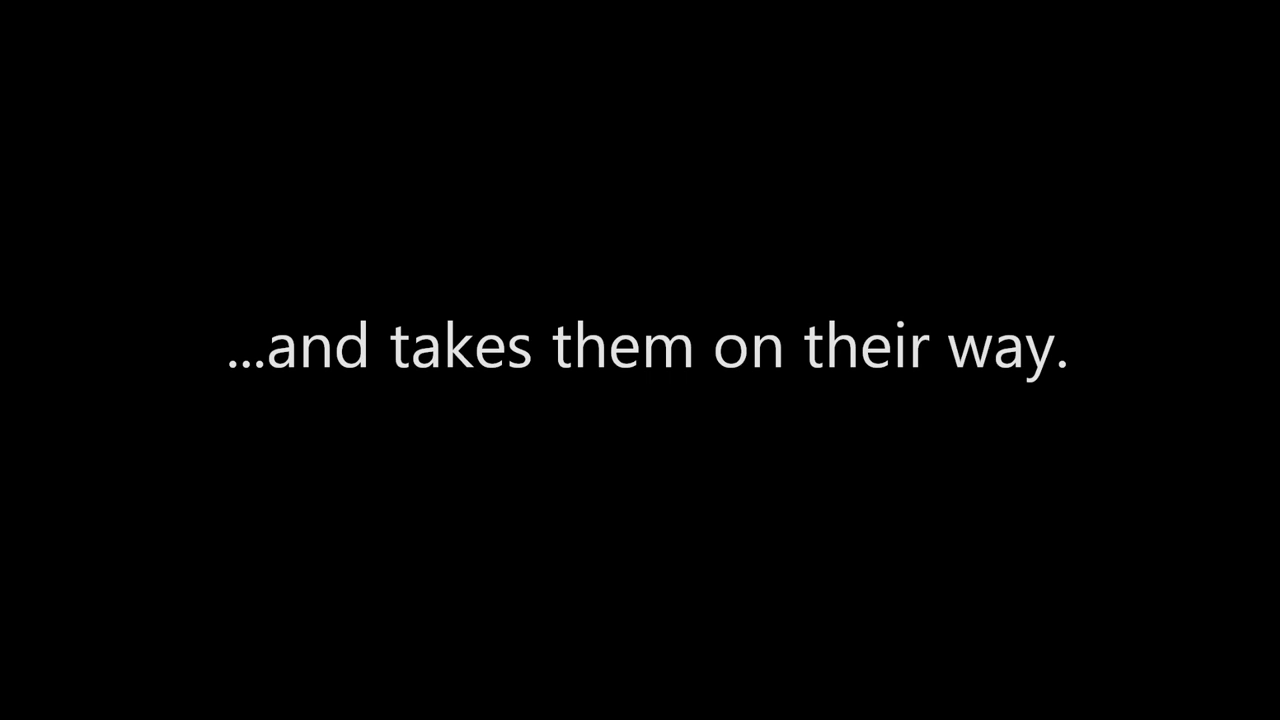 ...and takes them on their way.